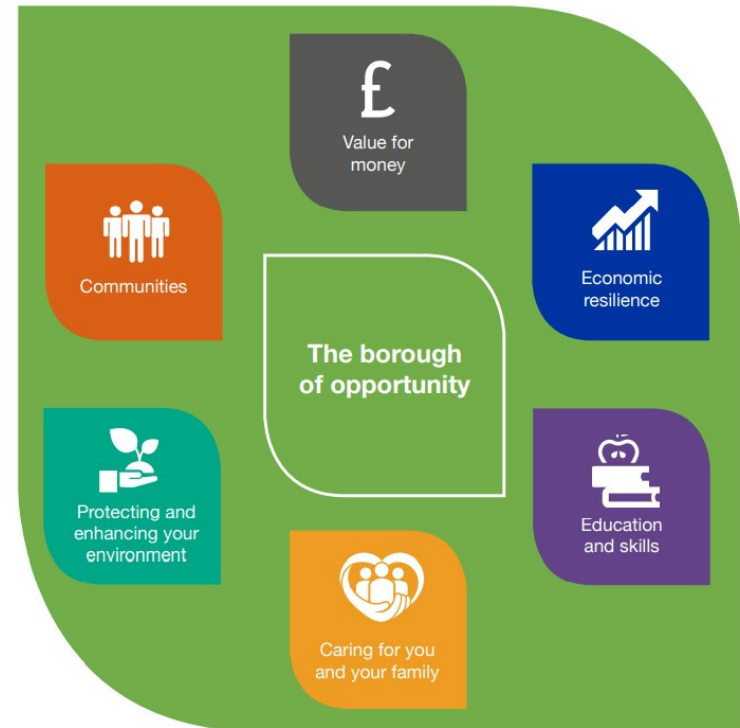 £
Value for
money
Communities
Economic
resilience
The borough
of opportunity
Protecting and
enhancing your
environment
Education
and skills
Caring for you
and your family